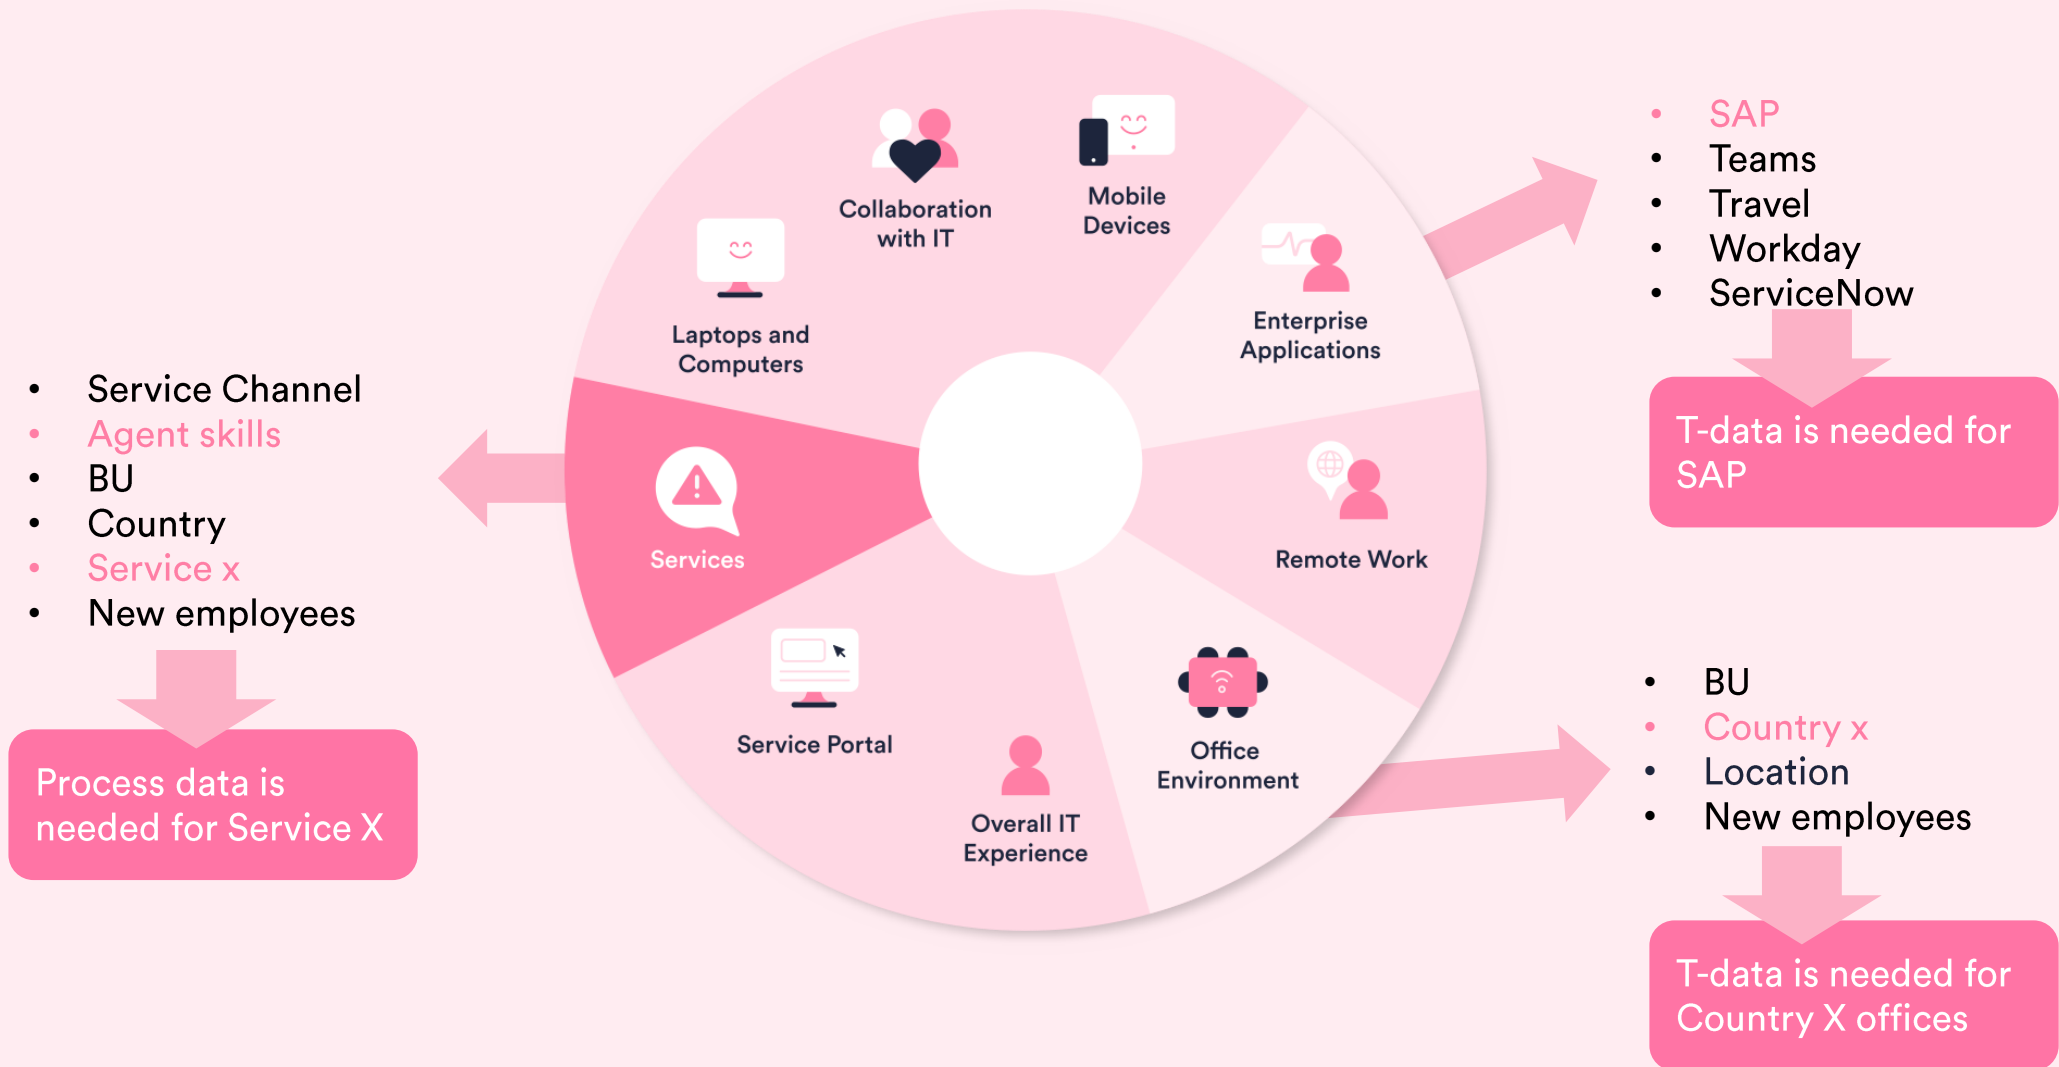 Collaboration
with IT
Mobile
Devices
Laptops and
Computers
Enterprise
Applications
Services
Remote Work
Service Portal
Office
Environment
Overall IT
Experience
• Service Channel
• Agent skills
• BU
• Country
• Service x
• New employees
Process data is
needed for Service X
• SAP
• Teams
• Travel
• Workday
• ServiceNow
T-data is needed for
SAP
• BU
• Country x
• Location
• New employees
T-data is needed for
Country X offices